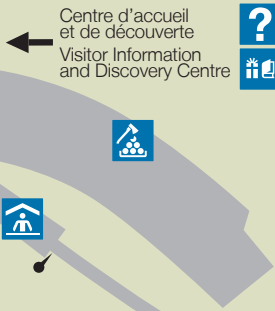 Centre d'accueil
et de découverte
Visitor Information
and Discovery Centre
?